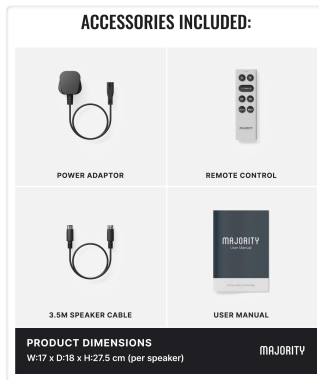 ACCESSORIES INCLUDED:
POWER ADAPTOR
REMOTE CONTROL
MAJORITY
MAJORITY
User Manual
3.5M SPEAKER CABLE
USER MANUAL
PRODUCT DIMENSIONS
W:17 x D:18 x H:27.5 cm (per speaker)
MAJORITY